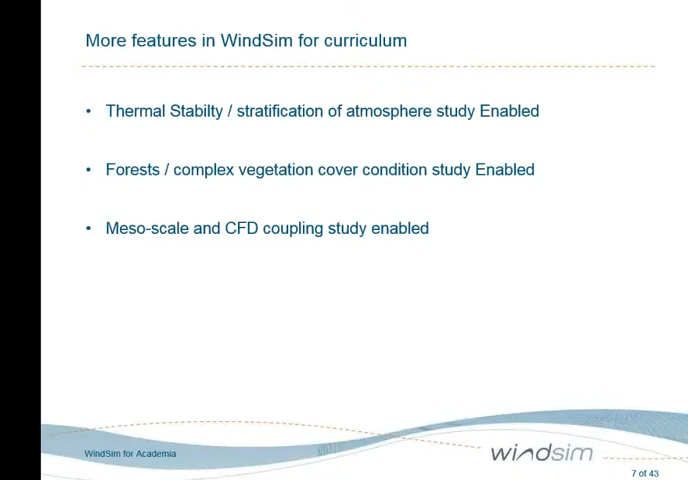 More features in WindSim for curriculum
• Thermal Stabilty / stratification of atmosphere study Enabled
• Forests / complex vegetation cover condition study Enabled
• Meso-scale and CFD coupling study enabled
WindSim for Academia
windsim
7 of 43